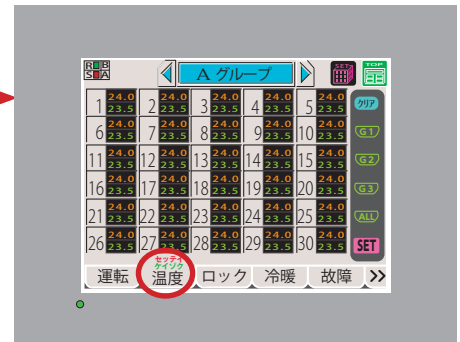 RB SA A グループ SET TOP
1 24.0 23.5 2 24.0 23.5 3 24.0 23.5 4 24.0 23.5 5 24.0 23.5 クリア
6 24.0 23.5 7 24.0 23.5 8 24.0 23.5 9 24.0 23.5 10 24.0 23.5 G1
11 24.0 23.5 12 24.0 23.5 13 24.0 23.5 14 24.0 23.5 15 24.0 23.5 G2
16 24.0 23.5 17 24.0 23.5 18 24.0 23.5 19 24.0 23.5 20 24.0 23.5 G3
21 24.0 23.5 22 24.0 23.5 23 24.0 23.5 24 24.0 23.5 25 24.0 23.5 ALL
26 24.0 23.5 27 24.0 23.5 28 24.0 23.5 29 24.0 23.5 30 24.0 23.5 SET
セッテイ
ケイソク
運転 温度 ロック 冷暖 故障 >>